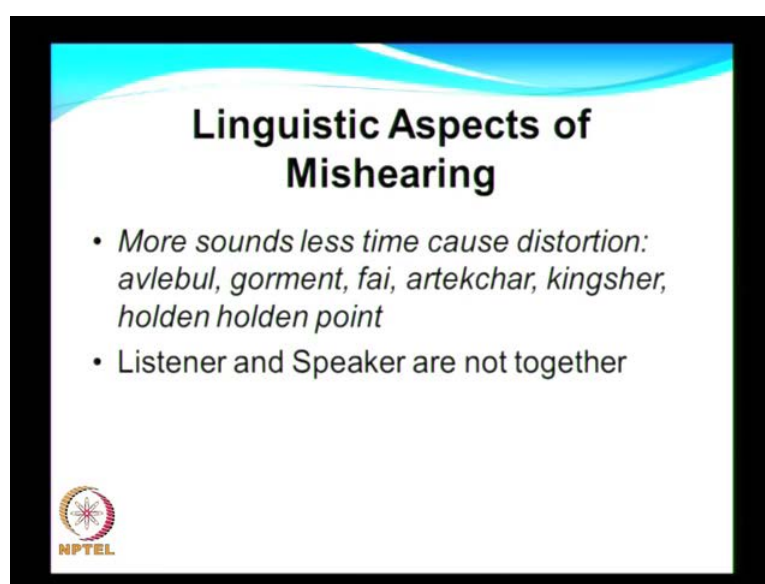 Linguistic Aspects of
Mishearing
• More sounds less time cause distortion:
avlebul, gorment, fai, artekchar, kingsher,
holden holden point
• Listener and Speaker are not together
NPTEL